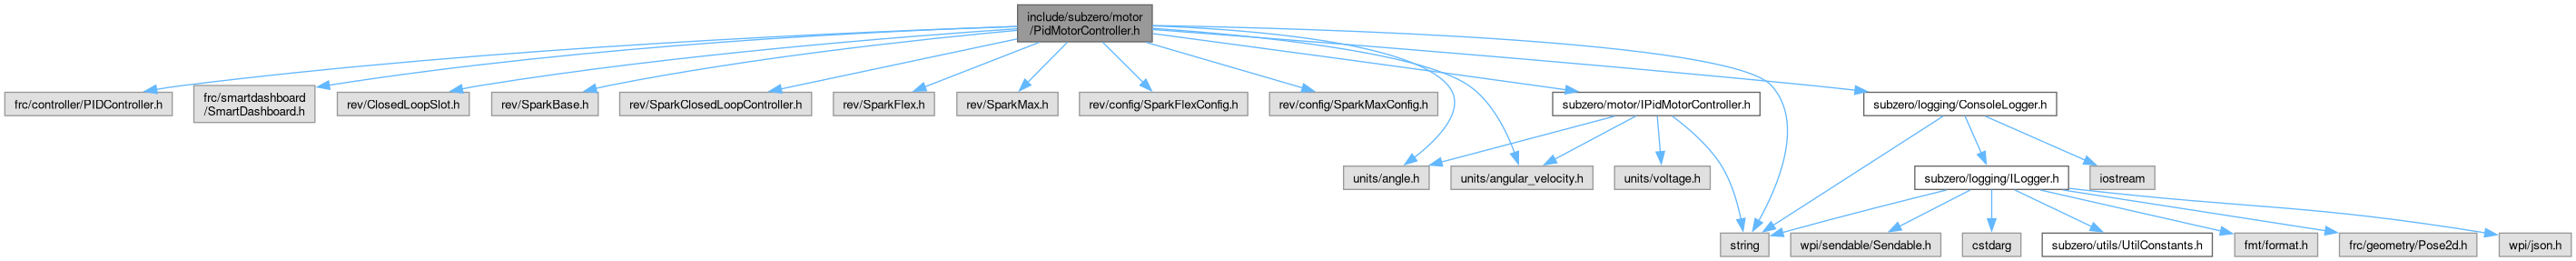 include/subzero/motor
/PidMotorController.h
frc/controller/PIDController.h
frc/smartdashboard
/SmartDashboard.h
rev/ClosedLoopSlot.h
rev/SparkBase.h
rev/SparkClosedLoopController.h
rev/SparkFlex.h
rev/SparkMax.h
rev/config/SparkFlexConfig.h
rev/config/SparkMaxConfig.h
subzero/motor/IPidMotorController.h
subzero/logging/ConsoleLogger.h
units/angle.h
units/angular_velocity.h
units/voltage.h
subzero/logging/ILogger.h
iostream
string
wpi/sendable/Sendable.h
cstdarg
subzero/utils/UtilConstants.h
fmt/format.h
frc/geometry/Pose2d.h
wpi/json.h